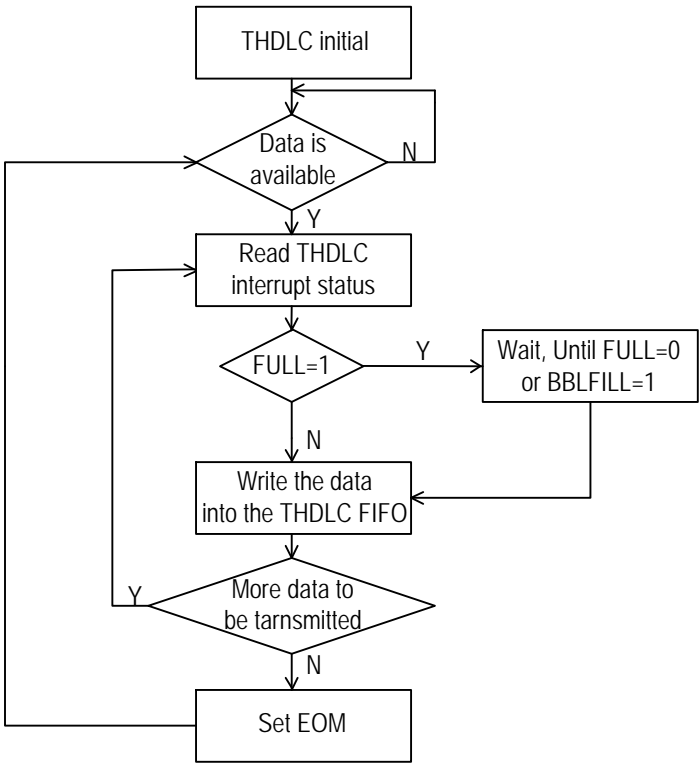 THDLC initial
Data is
available
N
Y
Read THDLC
interrupt status
FULL=1
Y
Wait, Until FULL=0
or BBLFILL=1
N
Write the data
into the THDLC FIFO
More data to
be tarnsmitted
Y
N
Set EOM